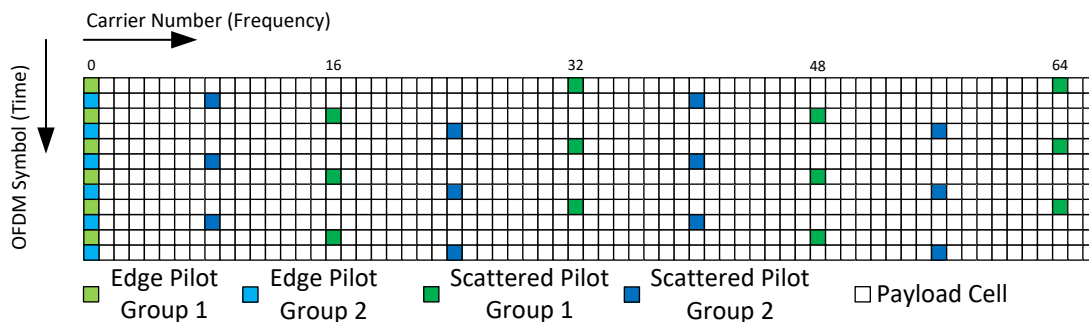 Carrier Number (Frequency)
OFDM Symbol (Time)
0 16 32 48 64
Edge Pilot Group 1
Edge Pilot Group 2
Scattered Pilot Group 1
Scattered Pilot Group 2
Payload Cell